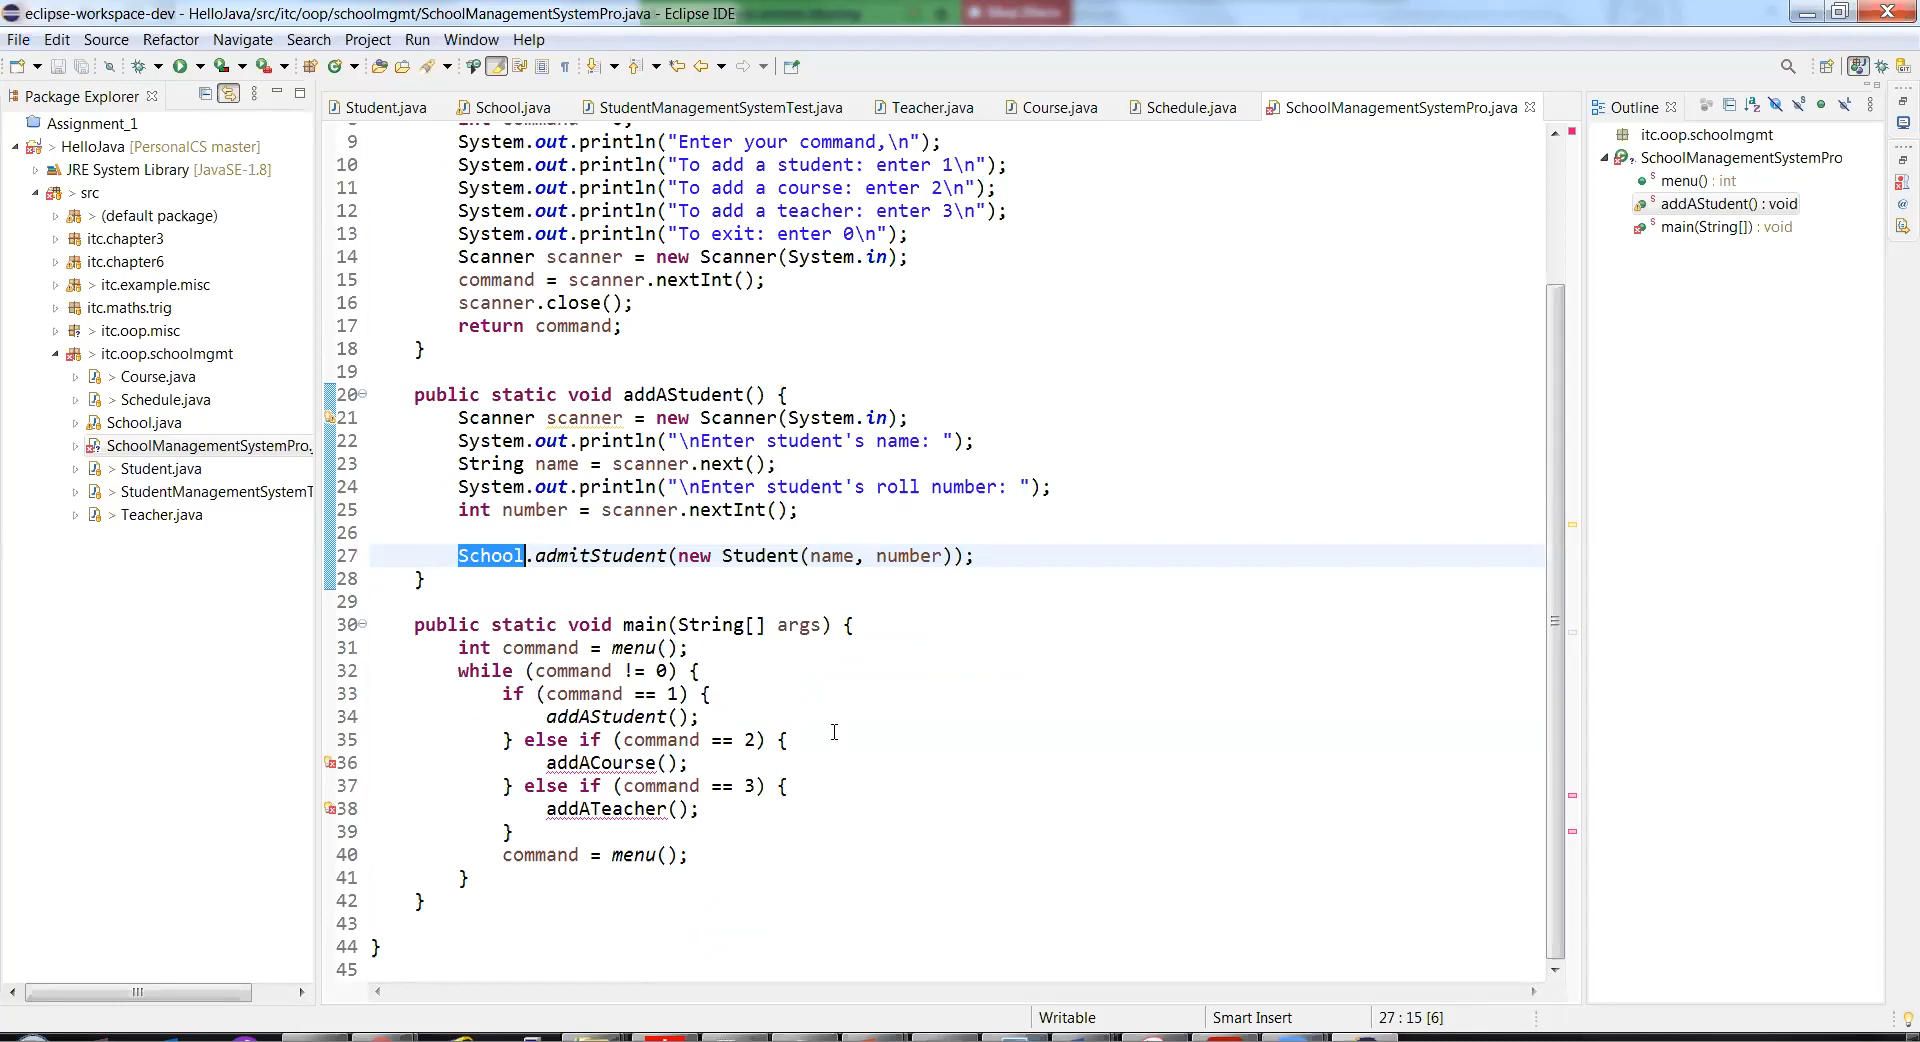 eclipse-workspace-dev - HelloJava/src/itc/oop/schoolmgmt/SchoolManagementSystemPro.java - Eclipse IDE
File Edit Source Refactor Navigate Search Project Run Window Help
Package Explorer
Assignment_1
> HelloJava [PersonalCS master]
JRE System Library [JavaSE-1.8]
> src
> (default package)
itc.chapter3
itc.chapter6
> itc.example.misc
itc.maths.trig
> itc.oop.misc
> itc.oop.schoolmgmt
> Course.java
> Schedule.java
School.java
SchoolManagementSystemPro.
> Student.java
> StudentManagementSystemT
> Teacher.java
Student.java School.java StudentManagementSystemTest.java Teacher.java Course.java Schedule.java SchoolManagementSystemPro.java
9 System.out.println("Enter your command,\n");
10 System.out.println("To add a student: enter 1\n");
11 System.out.println("To add a course: enter 2\n");
12 System.out.println("To add a teacher: enter 3\n");
13 System.out.println("To exit: enter 0\n");
14 Scanner scanner = new Scanner(System.in);
15 command = scanner.nextInt();
16 scanner.close();
17 return command;
18 }
19
20 public static void addAStudent() {
21 Scanner scanner = new Scanner(System.in);
22 System.out.println("\nEnter student's name: ");
23 String name = scanner.next();
24 System.out.println("\nEnter student's roll number: ");
25 int number = scanner.nextInt();
26
27 School.admitStudent(new Student(name, number));
28 }
29
30 public static void main(String[] args) {
31 int command = menu();
32 while (command != 0) {
33 if (command == 1) {
34 addAStudent();
35 } else if (command == 2) {
36 addACourse();
37 } else if (command == 3) {
38 addATeacher();
39 }
40 command = menu();
41 }
42 }
43
44 }
45
Outline
itc.oop.schoolmgmt
SchoolManagementSystemPro
menu() : int
addAStudent() : void
main(String[]) : void
Writable Smart Insert 27 : 15 [6]